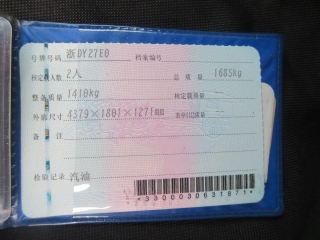 号牌号码 浙DY27E0 档案编号
核定载人数 2人 总质量 1685kg
整备质量 1410kg 核定载质量
外廓尺寸 4379×1801×1271mm 准牵引总质量
备注
检验记录 汽油
*3300030631871*